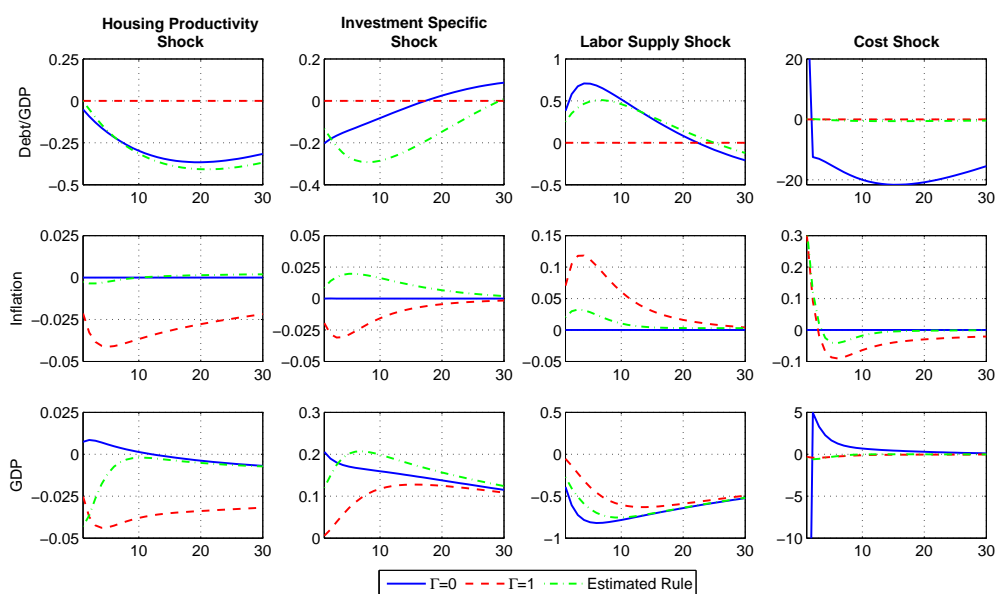 Housing Productivity
Shock
Investment Specific
Shock
Labor Supply Shock
Cost Shock
Debt/GDP
0.25
0
−0.25
−0.5
10 20 30
0.2
0
−0.2
−0.4
10 20 30
1
0.5
0
−0.5
10 20 30
20
0
−20
10 20 30
Inflation
0.025
0
−0.025
−0.05
10 20 30
0.05
0.025
0
−0.025
−0.05
10 20 30
0.15
0.1
0.05
0
−0.05
10 20 30
0.3
0.2
0.1
0
−0.1
10 20 30
GDP
0.025
0
−0.025
−0.05
10 20 30
0.3
0.2
0.1
0
10 20 30
0.5
0
−0.5
−1
10 20 30
5
0
−5
−10
10 20 30
Γ=0 Γ=1 Estimated Rule